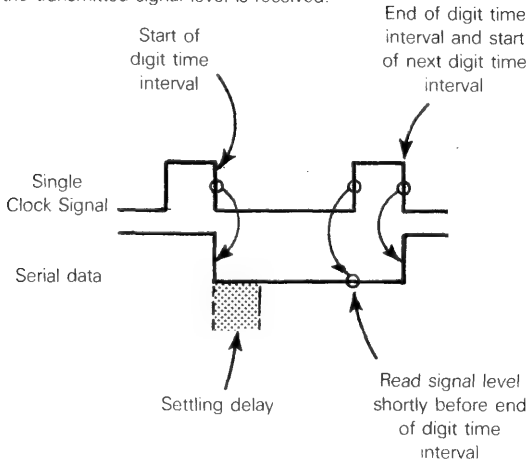 the transmitted signal level is received.
End of digit time
interval and start
of next digit time
interval
Start of
digit time
interval
Single
Clock Signal
Serial data
Settling delay
Read signal level
shortly before end
of digit time
interval